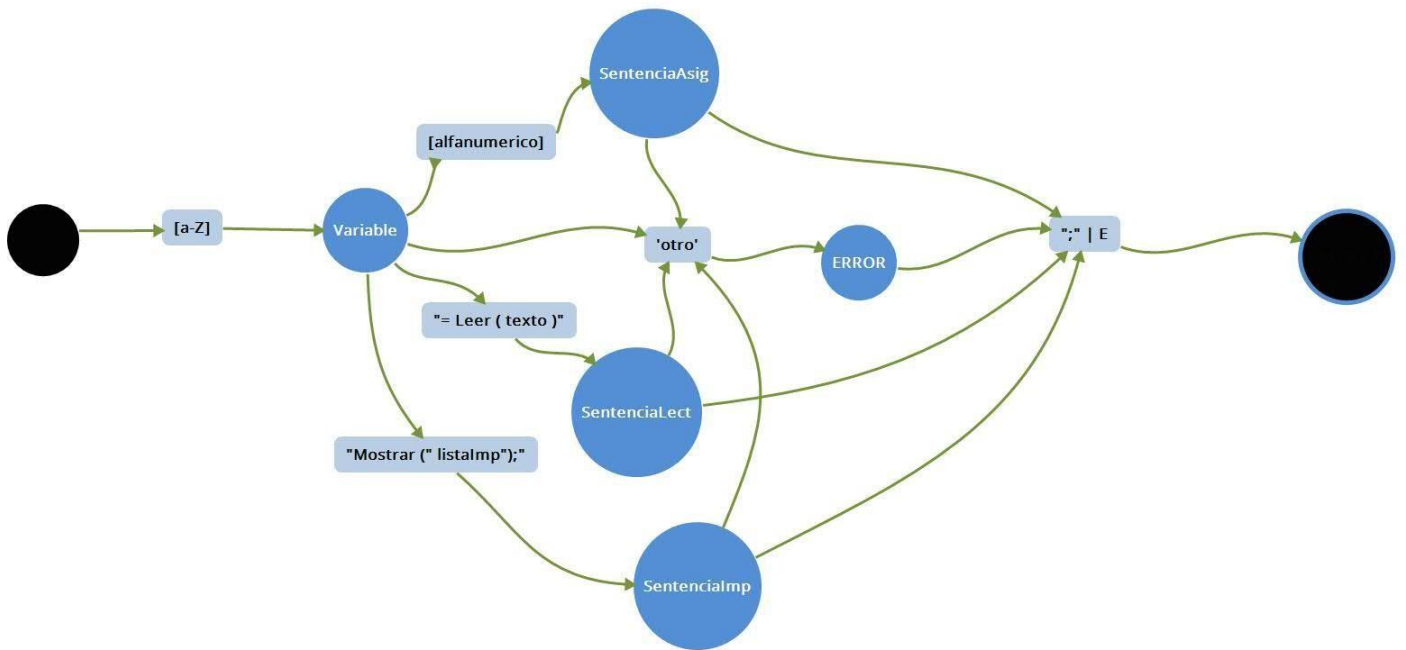 SentenciaAsig
[alfanumerico]
[a-Z]
Variable
'otro'
";" | E
ERROR
"= Leer ( texto )"
SentenciaLect
"Mostrar (" listaImp");"
SentenciaImp